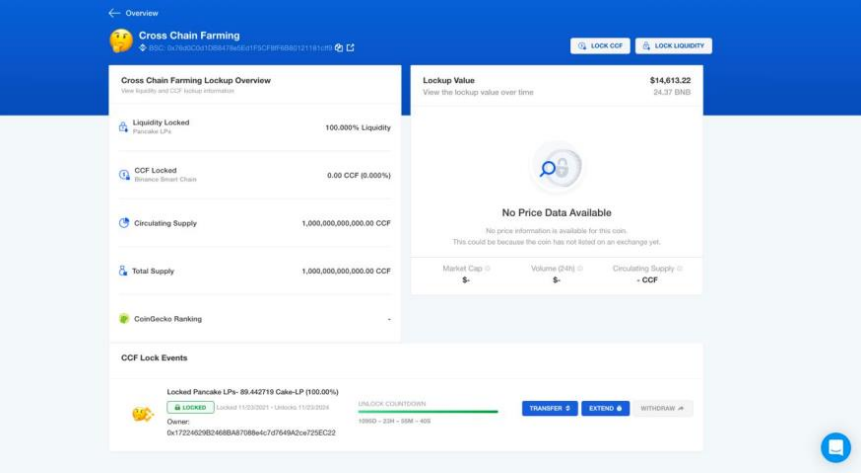 Overview
Cross Chain Farming
LOCK CCF
LOCK LIQUIDITY
Cross Chain Farming Lockup Overview
View liquidity and CCF lockup information
Liquidity Locked
Pancake LPs
100.000% Liquidity
CCF Locked
Binance Smart Chain
0.00 CCF (0.000%)
Circulating Supply
1,000,000,000,000.00 CCF
Total Supply
1,000,000,000,000.00 CCF
CoinGecko Ranking
-
Lockup Value
$14,613.22
View the lockup value over time
24.37 BNB
No Price Data Available
No price information is available for this coin.
This could be because the coin has not listed on an exchange yet.
Market Cap
Volume (24h)
Circulating Supply
$-
$-
- CCF
CCF Lock Events
Locked Pancake LPs- 89.442719 Cake-LP (100.00%)
LOCKED
Locked 11/23/2021 - Unlocks 11/23/2024
Owner:
UNLOCK COUNTDOWN
1095D - 23H - 55M - 40S
TRANSFER
EXTEND
WITHDRAW